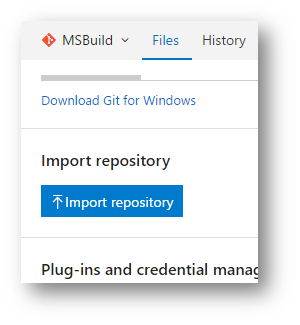 MSBuild Files History
Download Git for Windows
Import repository
Import repository
Plug-ins and credential manag